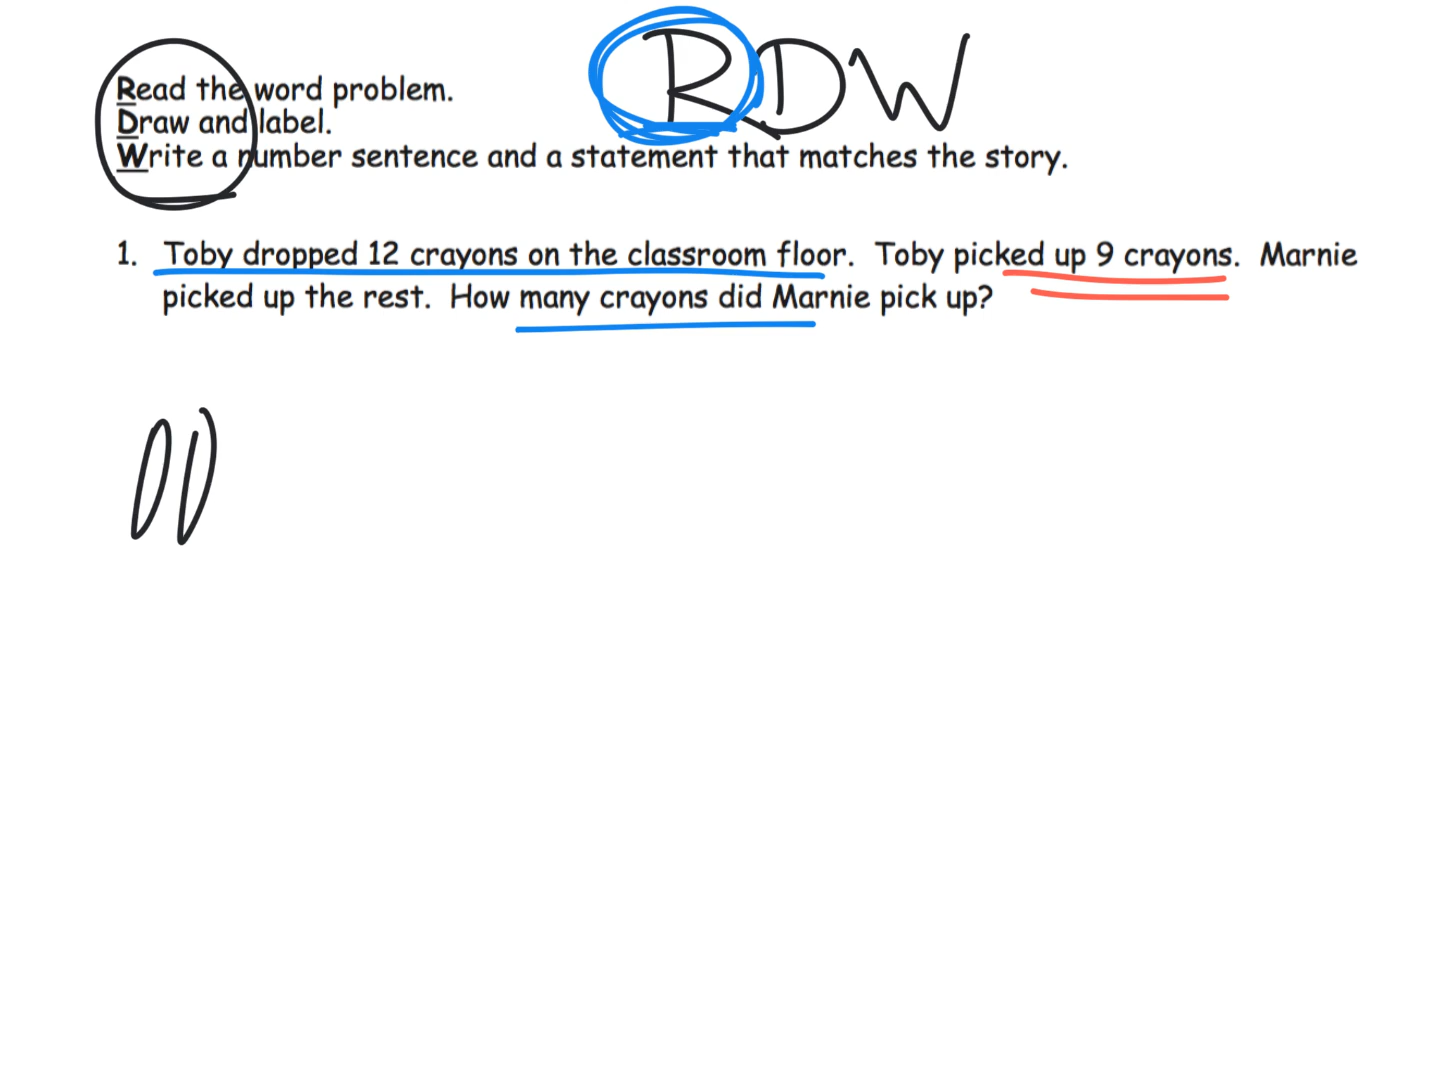 RDW
Read the word problem.
Draw and label.
Write a number sentence and a statement that matches the story.
1. Toby dropped 12 crayons on the classroom floor. Toby picked up 9 crayons. Marnie
picked up the rest. How many crayons did Marnie pick up?